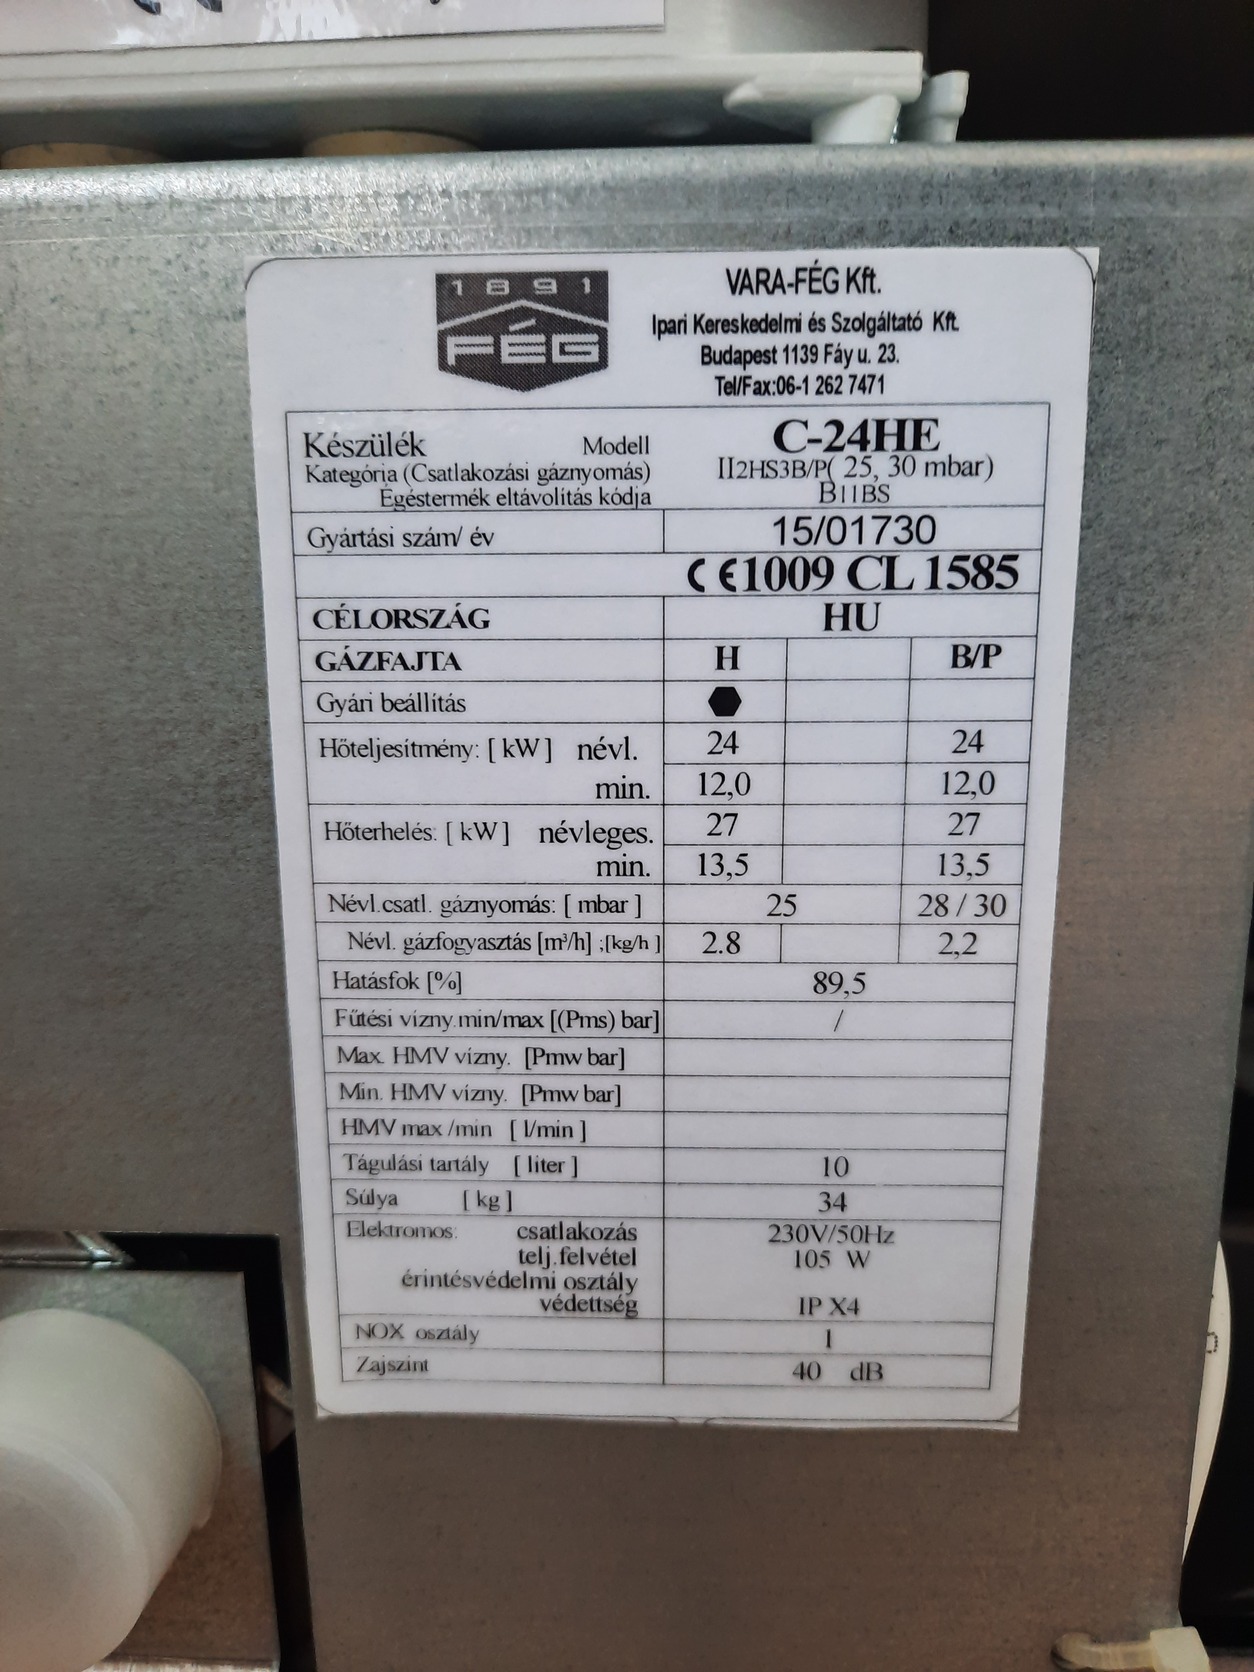 1891
FÉG
VARA-FÉG Kft.
Ipari Kereskedelmi és Szolgáltató Kft.
Budapest 1139 Fáy u. 23.
Tel/Fax:06-1 262 7471
Készülék Modell C-24HE
Kategória (Csatlakozási gáznyomás) II2HS3B/P( 25, 30 mbar)
Égéstermék eltávolítás kódja B11BS
Gyártási szám/ év 15/01730
CE1009 CL 1585
CÉLORSZÁG HU
GÁZFAJTA H B/P
Gyári beállítás
Hőteljesítmény: [ kW ] névl. 24 24
min. 12,0 12,0
Hőterhelés: [ kW ] névleges. 27 27
min. 13,5 13,5
Névl.csatl. gáznyomás: [ mbar ] 25 28 / 30
Névl. gázfogyasztás [m³/h] ;[kg/h ] 2.8 2,2
Hatásfok [%] 89,5
Fűtési vízny.min/max [(Pms) bar] /
Max. HMV vízny. [Pmw bar]
Min. HMV vízny. [Pmw bar]
HMV max /min [ l/min ]
Tágulási tartály [ liter ] 10
Súlya [ kg ] 34
Elektromos: csatlakozás 230V/50Hz
telj.felvétel 105 W
érintésvédelmi osztály
védettség IP X4
NOX osztály 1
Zajszint 40 dB